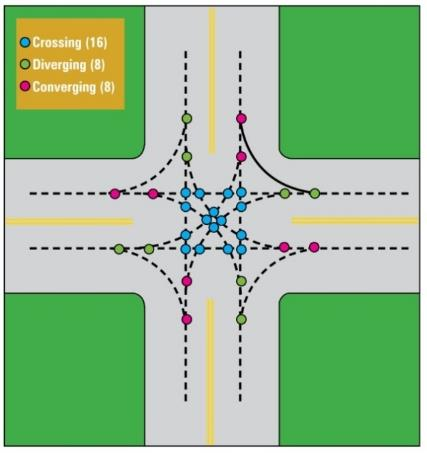 Crossing (16)
Diverging (8)
Converging (8)